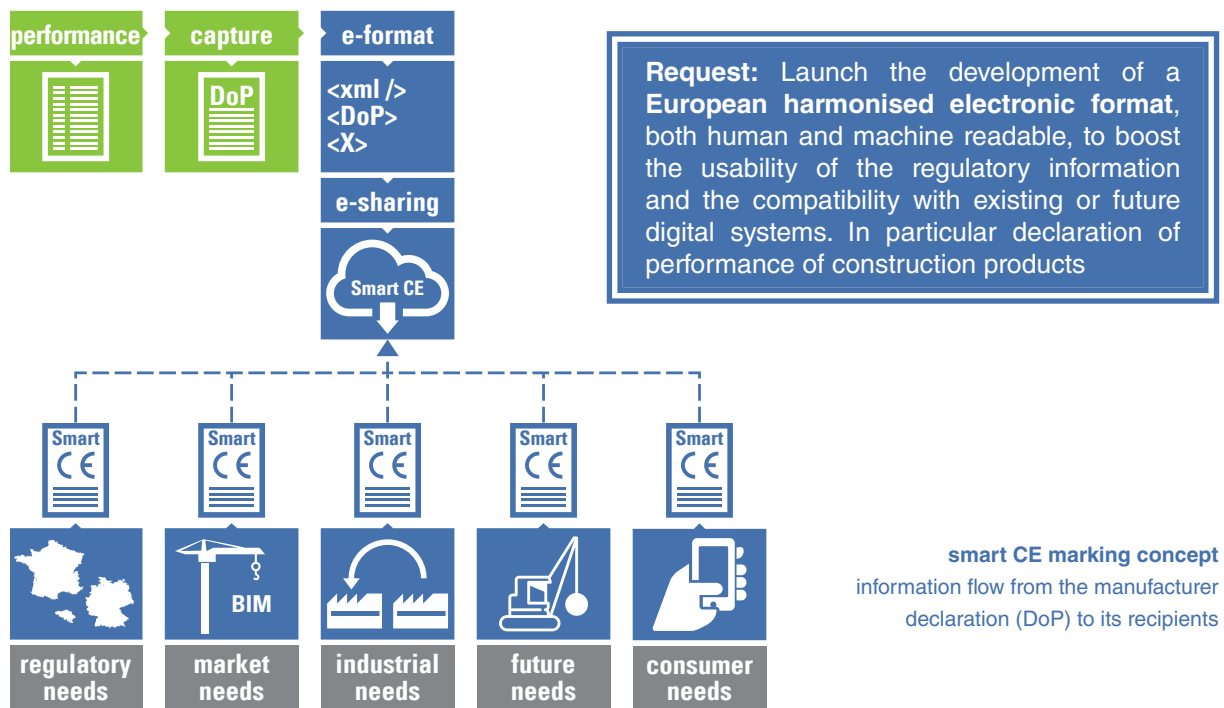 performance
capture
e-format
DoP
<xml />
<DoP>
<X>
e-sharing
Smart CE
Request: Launch the development of a
European harmonised electronic format,
both human and machine readable, to boost
the usability of the regulatory information
and the compatibility with existing or future
digital systems. In particular declaration of
performance of construction products
Smart
CE
Smart
CE
Smart
CE
Smart
CE
Smart
CE
BIM
regulatory
needs
market
needs
industrial
needs
future
needs
consumer
needs
smart CE marking concept
information flow from the manufacturer
declaration (DoP) to its recipients